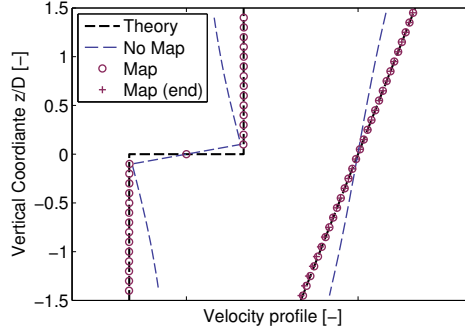 1.5
1
0.5
0
−0.5
−1
−1.5
Vertical Coordiante z/D [-]
Theory
No Map
Map
Map (end)
Velocity profile [-]